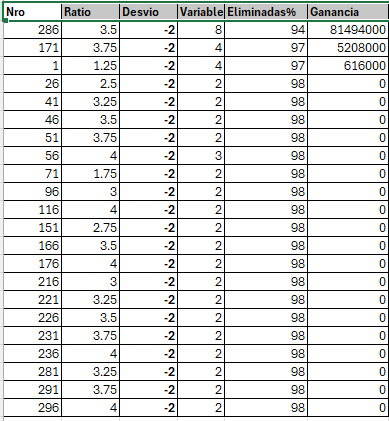 Nro Ratio Desvio Variable Eliminadas% Ganancia
286 3.5 -2 8 94 81494000
171 3.75 -2 4 97 5208000
1 1.25 -2 4 97 616000
26 2.5 -2 2 98 0
41 3.25 -2 2 98 0
46 3.5 -2 2 98 0
51 3.75 -2 2 98 0
56 4 -2 3 98 0
71 1.75 -2 2 98 0
96 3 -2 2 98 0
116 4 -2 2 98 0
151 2.75 -2 2 98 0
166 3.5 -2 2 98 0
176 4 -2 2 98 0
216 3 -2 2 98 0
221 3.25 -2 2 98 0
226 3.5 -2 2 98 0
231 3.75 -2 2 98 0
236 4 -2 2 98 0
281 3.25 -2 2 98 0
291 3.75 -2 2 98 0
296 4 -2 2 98 0